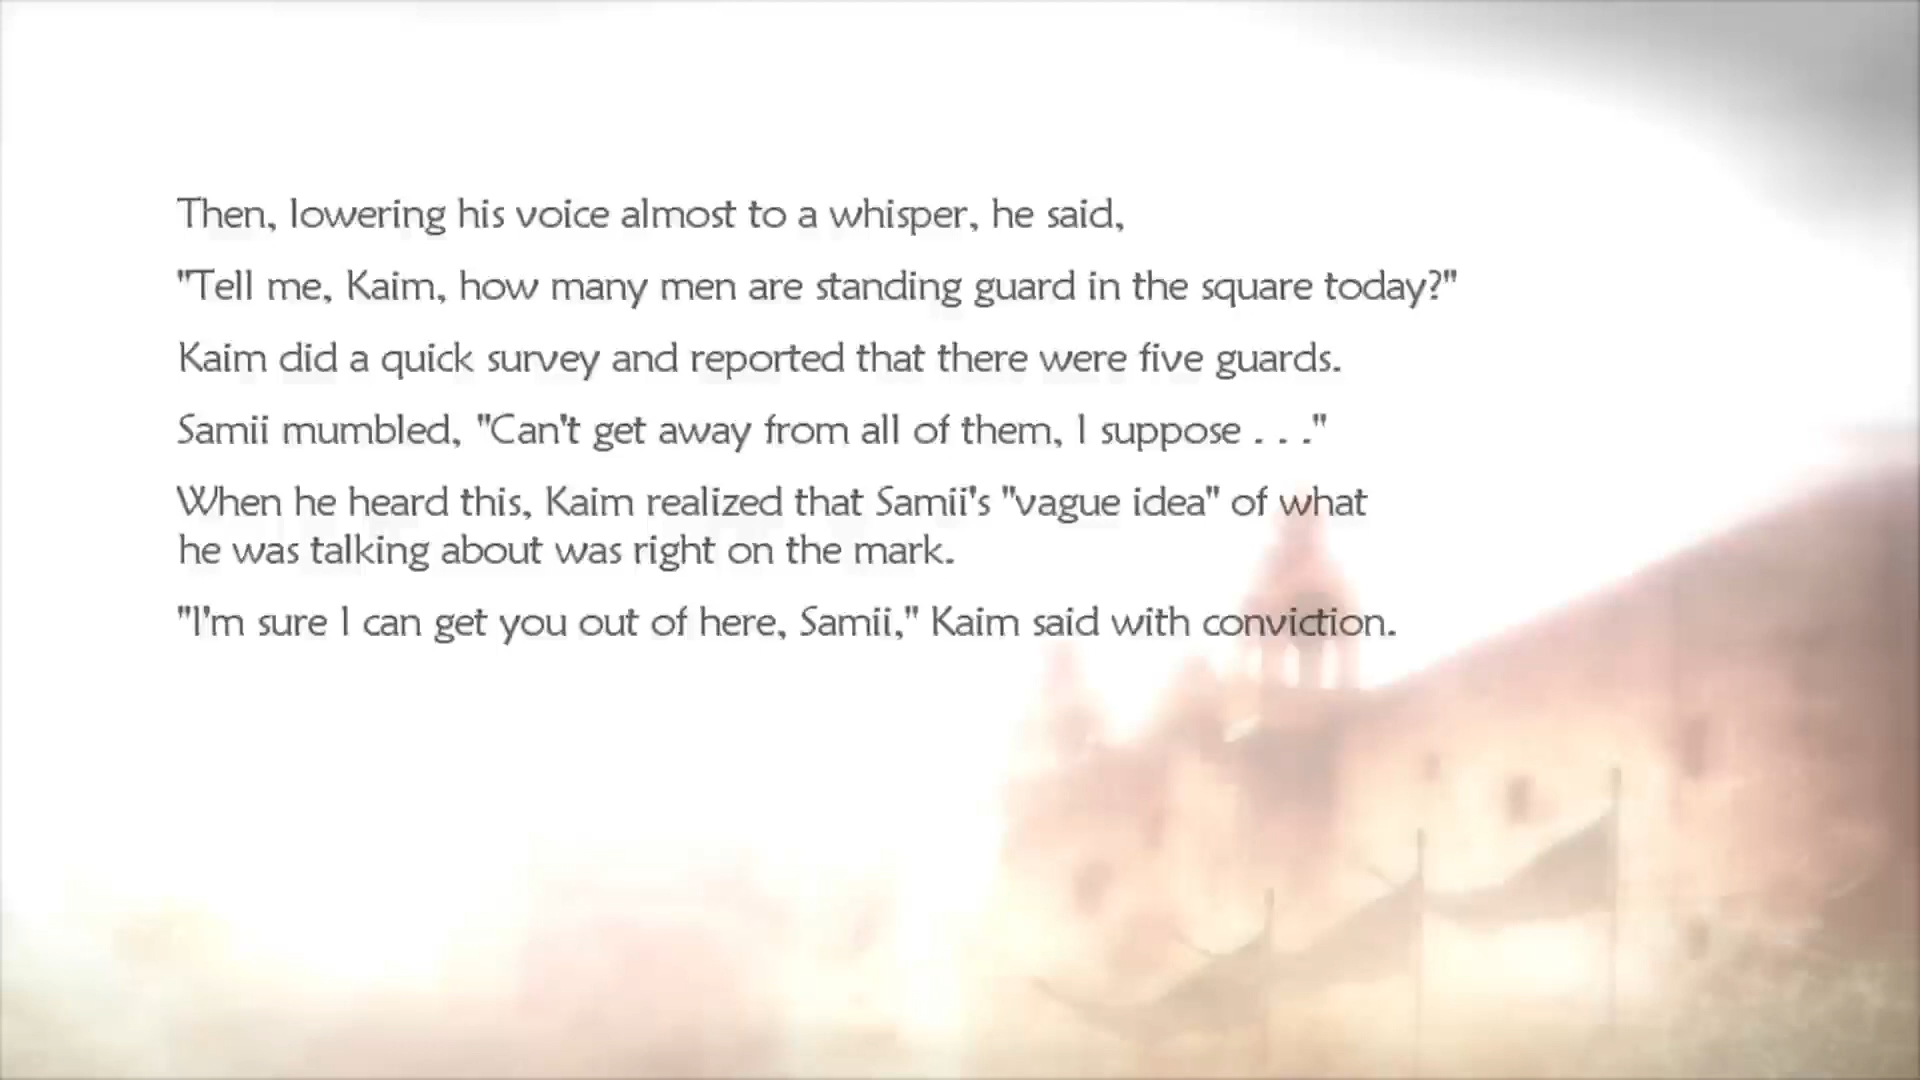 Then, lowering his voice almost to a whisper, he said,
"Tell me, Kaim, how many men are standing guard in the square today?"
Kaim did a quick survey and reported that there were five guards.
Samii mumbled, "Can't get away from all of them, I suppose . . ."
When he heard this, Kaim realized that Samii's "vague idea" of what
he was talking about was right on the mark.
"I'm sure I can get you out of here, Samii," Kaim said with conviction.